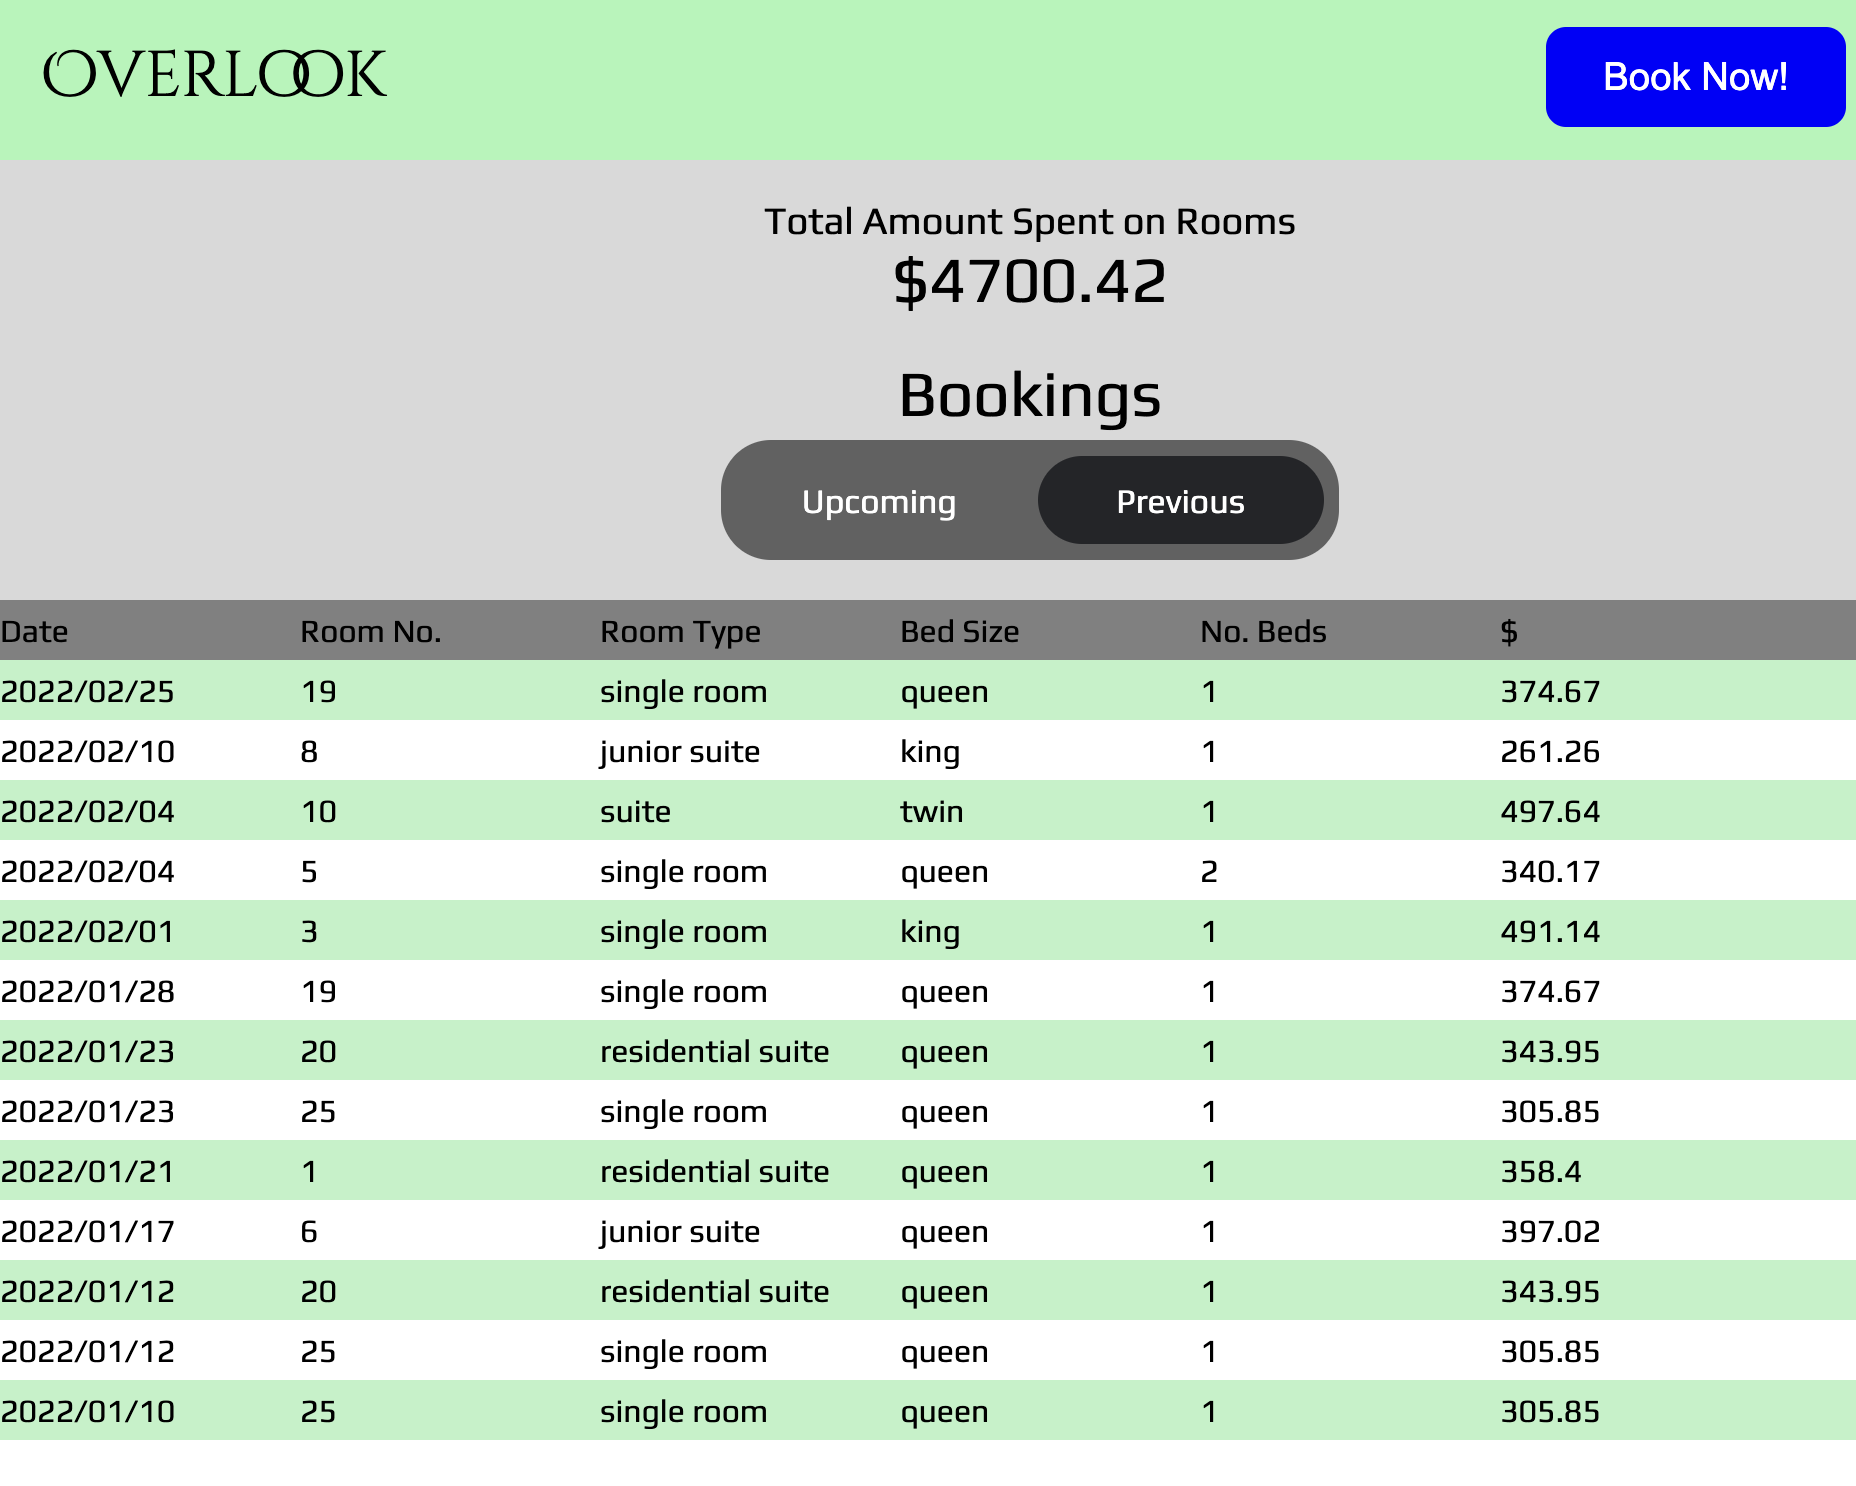 OVERLOOK
Book Now!
Total Amount Spent on Rooms
$4700.42
Bookings
Upcoming Previous
Date Room No. Room Type Bed Size No. Beds $
2022/02/25 19 single room queen 1 374.67
2022/02/10 8 junior suite king 1 261.26
2022/02/04 10 suite twin 1 497.64
2022/02/04 5 single room queen 2 340.17
2022/02/01 3 single room king 1 491.14
2022/01/28 19 single room queen 1 374.67
2022/01/23 20 residential suite queen 1 343.95
2022/01/23 25 single room queen 1 305.85
2022/01/21 1 residential suite queen 1 358.4
2022/01/17 6 junior suite queen 1 397.02
2022/01/12 20 residential suite queen 1 343.95
2022/01/12 25 single room queen 1 305.85
2022/01/10 25 single room queen 1 305.85